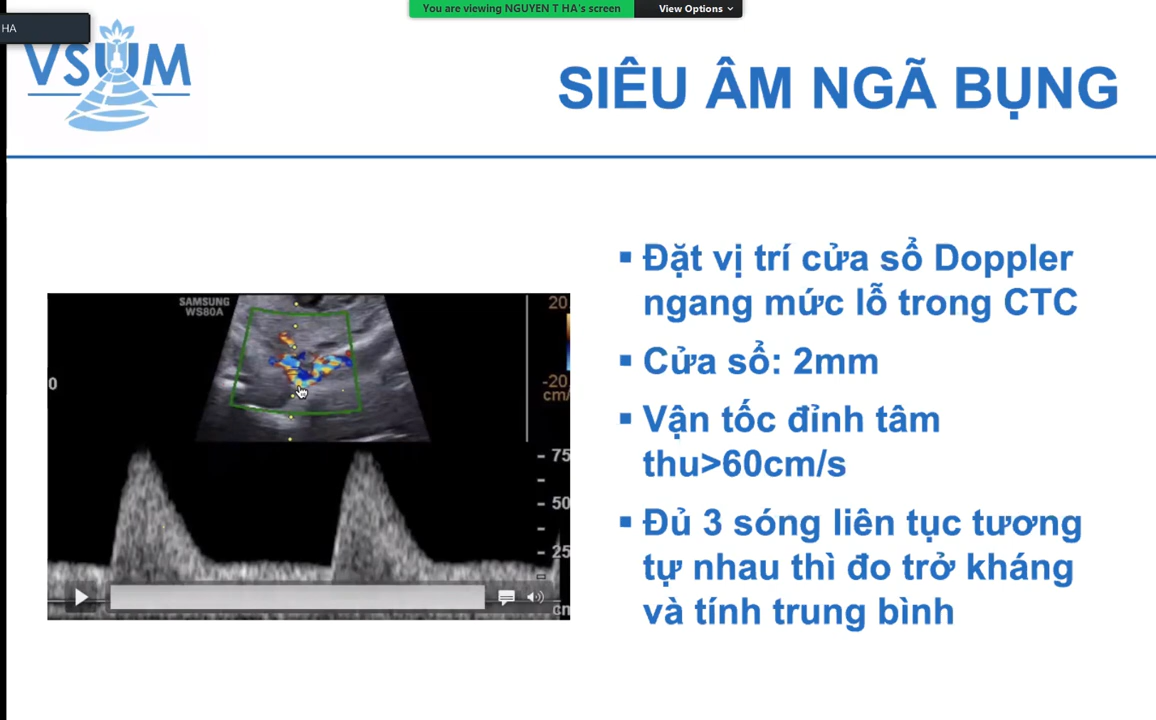 You are viewing NGUYEN T HA's screen
View Options
HA
VSUM
SIÊU ÂM NGÃ BỤNG
Đặt vị trí cửa sổ Doppler
ngang mức lỗ trong CTC
Cửa sổ: 2mm
Vận tốc đỉnh tâm
thu>60cm/s
Đủ 3 sóng liên tục tương
tự nhau thì đo trở kháng
và tính trung bình
SAMSUNG
WS80A
20
0
-20
cm/
- 75
- 50
- 25
cm